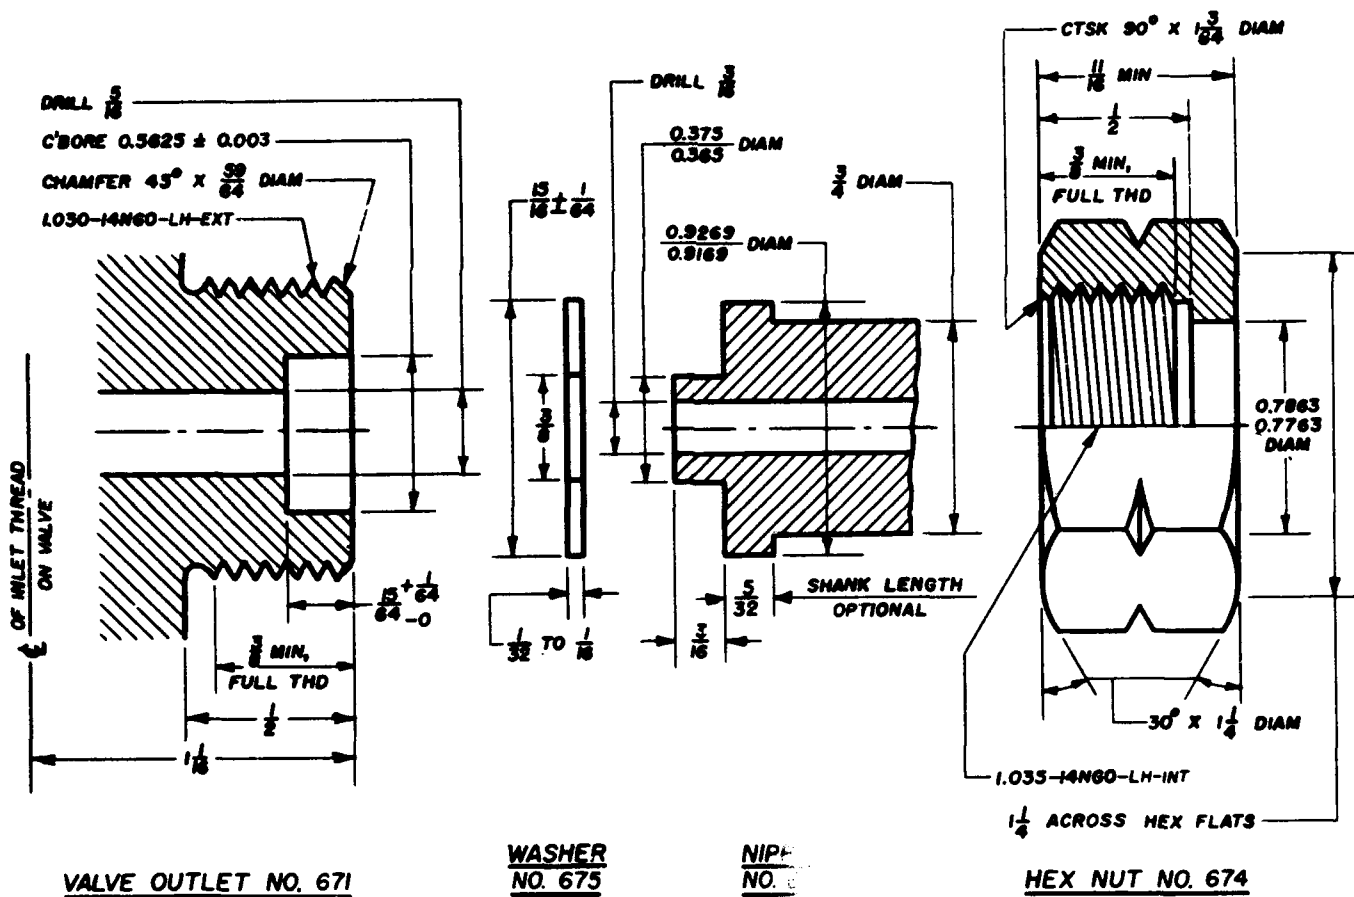 DRILL 5/16
C'BORE 0.5625 ± 0.003
CHAMFER 45° X 59/64 DIAM
1.030-14NGO-LH-EXT
℄ OF INLET THREAD
ON VALVE
15/64 +1/64 -0
MIN,
FULL THD
1/2
1 1/16
VALVE OUTLET NO. 671
15/16 ± 1/64
3/8
1/32 TO 1/16
WASHER
NO. 675
DRILL 3/16
0.375
0.365 DIAM
3/4 DIAM
0.9269
0.9169 DIAM
5/32
3/16
SHANK LENGTH
OPTIONAL
NIP
NO.
CTSK 90° X 1 3/64 DIAM
11/16 MIN
1/2
3/8 MIN,
FULL THD
0.7863
0.7763
DIAM
30° X 1 1/4 DIAM
1.035-14NGO-LH-INT
1 1/4 ACROSS HEX FLATS
HEX NUT NO. 674